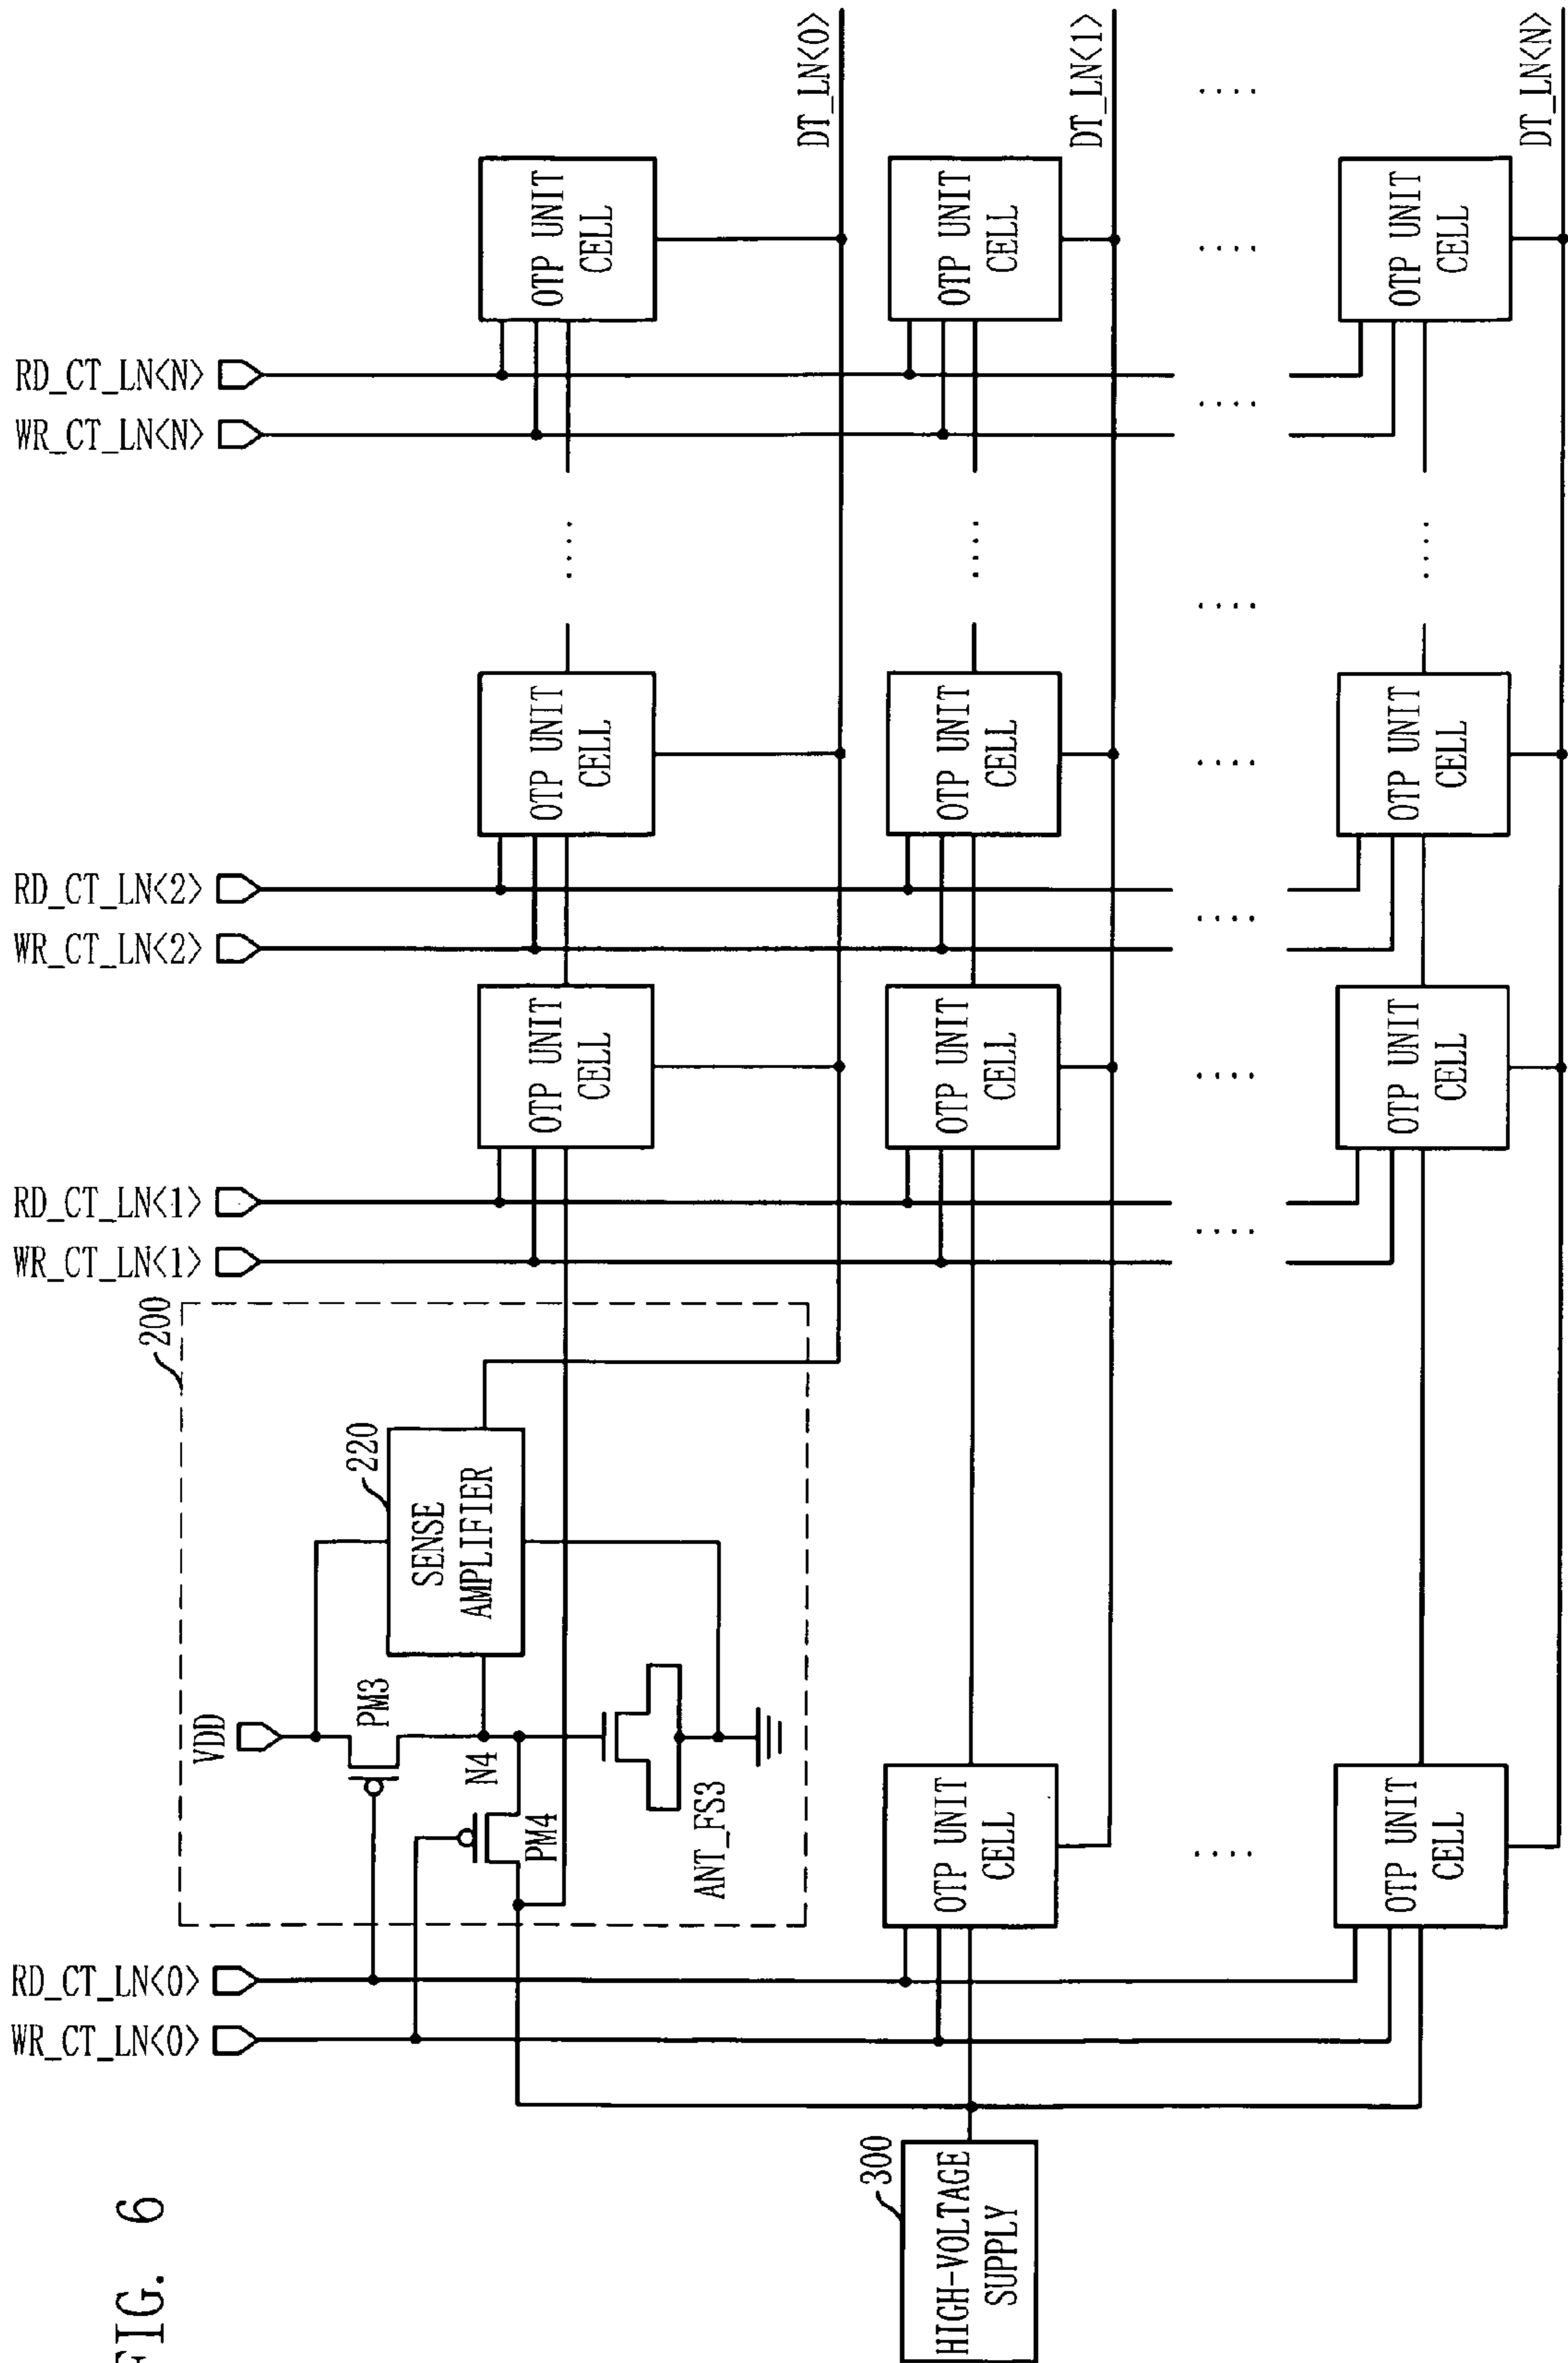 FIG. 6
RD_CT_LN<0>
WR_CT_LN<0>
RD_CT_LN<1>
WR_CT_LN<1>
RD_CT_LN<2>
WR_CT_LN<2>
RD_CT_LN<N>
WR_CT_LN<N>
200
VDD
PM3
220
SENSE
AMPLIFIER
N4
PM4
ANT_FS3
OTP UNIT
CELL
OTP UNIT
CELL
OTP UNIT
CELL
DT_LN<0>
300
HIGH-VOLTAGE
SUPPLY
OTP UNIT
CELL
OTP UNIT
CELL
OTP UNIT
CELL
OTP UNIT
CELL
DT_LN<1>
OTP UNIT
CELL
OTP UNIT
CELL
OTP UNIT
CELL
OTP UNIT
CELL
DT_LN<N>